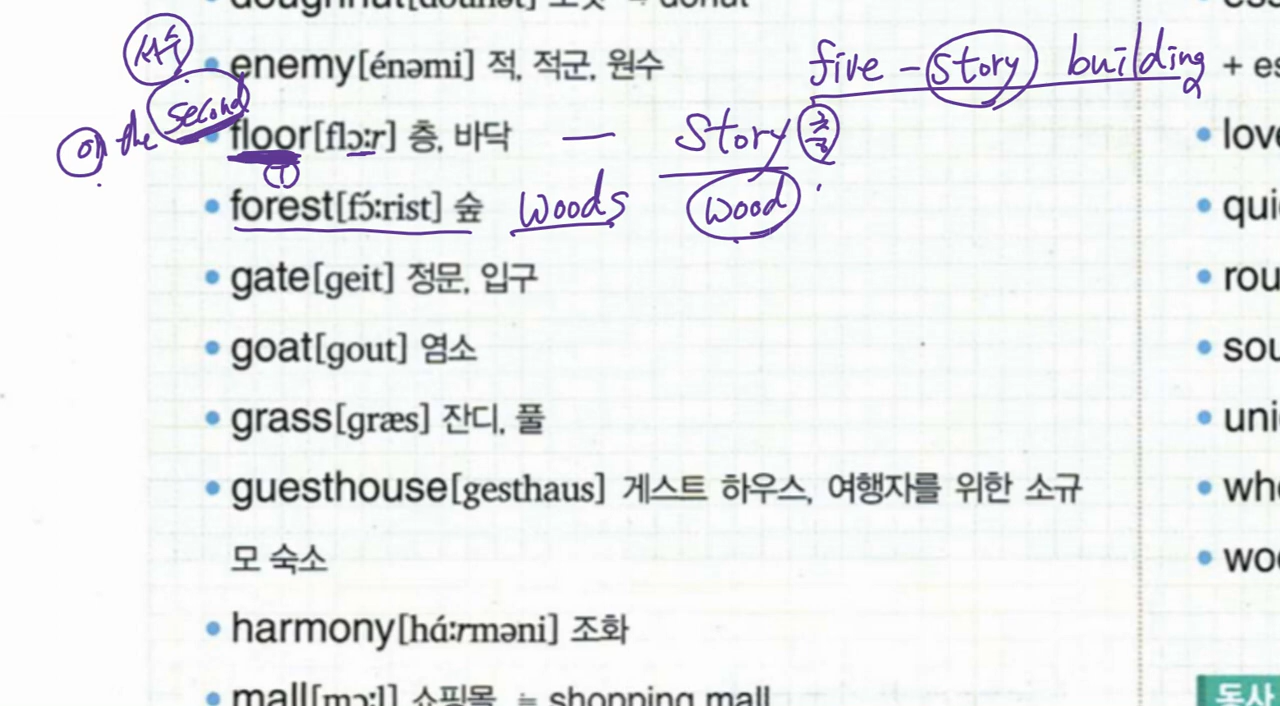 doughnut[dóunət] 도넛 = donut
서수
enemy[énəmi] 적, 적군, 원수
five-story building
on the second
floor[flɔːr] 층, 바닥 — story 층
forest[fɔ́ːrist] 숲 woods wood
gate[geit] 정문, 입구
goat[gout] 염소
grass[græs] 잔디, 풀
guesthouse[gesthaus] 게스트 하우스, 여행자를 위한 소규
모 숙소
harmony[háːrməni] 조화
mall[mɔːl] 쇼핑몰 = shopping mall
+ es
lov
qui
rou
sou
uni
who
woo
동사